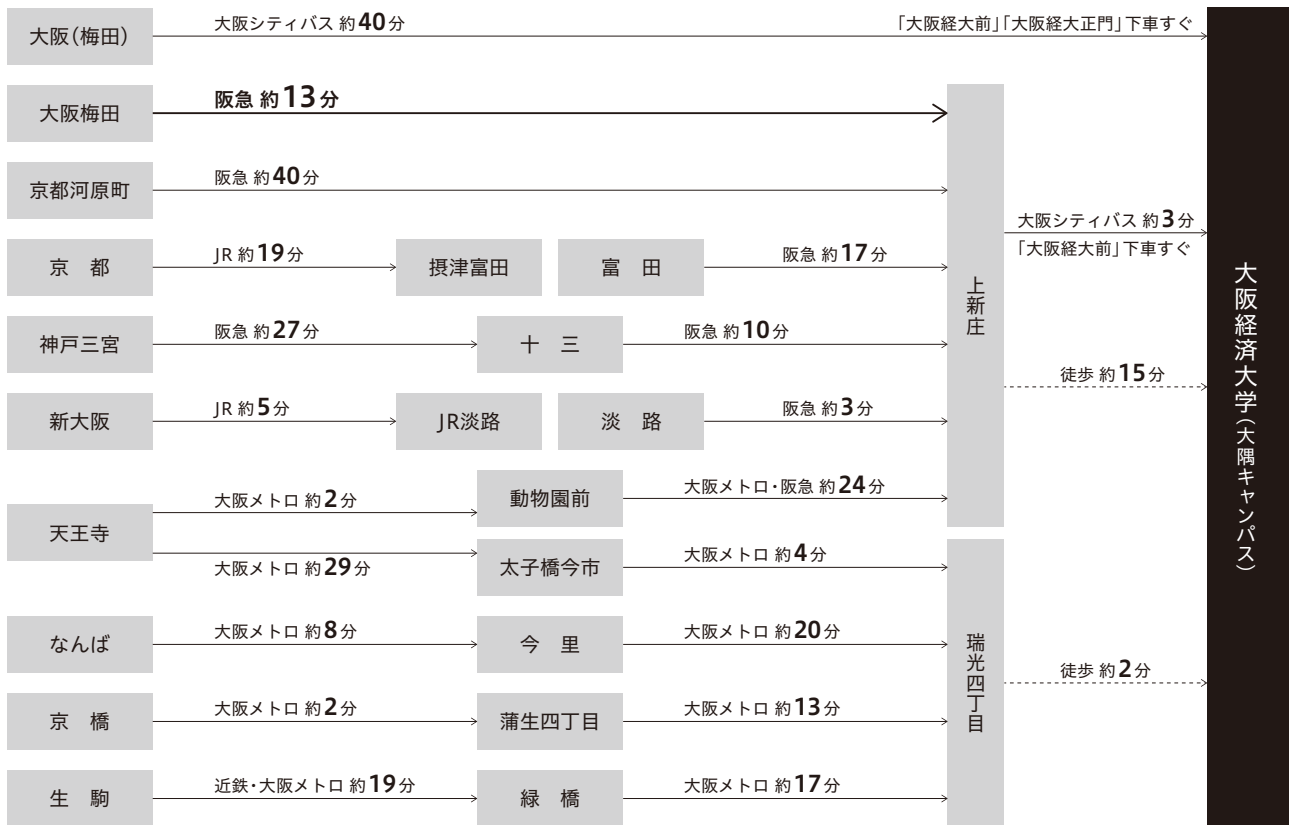 大阪(梅田)
大阪シティバス 約40分
「大阪経大前」「大阪経大正門」下車すぐ
大阪梅田
阪急 約13分
京都河原町
阪急 約40分
京 都
JR 約19分
摂津富田
富 田
阪急 約17分
神戸三宮
阪急 約27分
十 三
阪急 約10分
新大阪
JR 約5分
JR淡路
淡 路
阪急 約3分
天王寺
大阪メトロ 約2分
動物園前
大阪メトロ・阪急 約24分
大阪メトロ 約29分
太子橋今市
大阪メトロ 約4分
なんば
大阪メトロ 約8分
今 里
大阪メトロ 約20分
京 橋
大阪メトロ 約2分
蒲生四丁目
大阪メトロ 約13分
生 駒
近鉄・大阪メトロ 約19分
緑 橋
大阪メトロ 約17分
上新庄
大阪シティバス 約3分
「大阪経大前」下車すぐ
徒歩 約15分
瑞光四丁目
徒歩 約2分
大阪経済大学(大隅キャンパス)